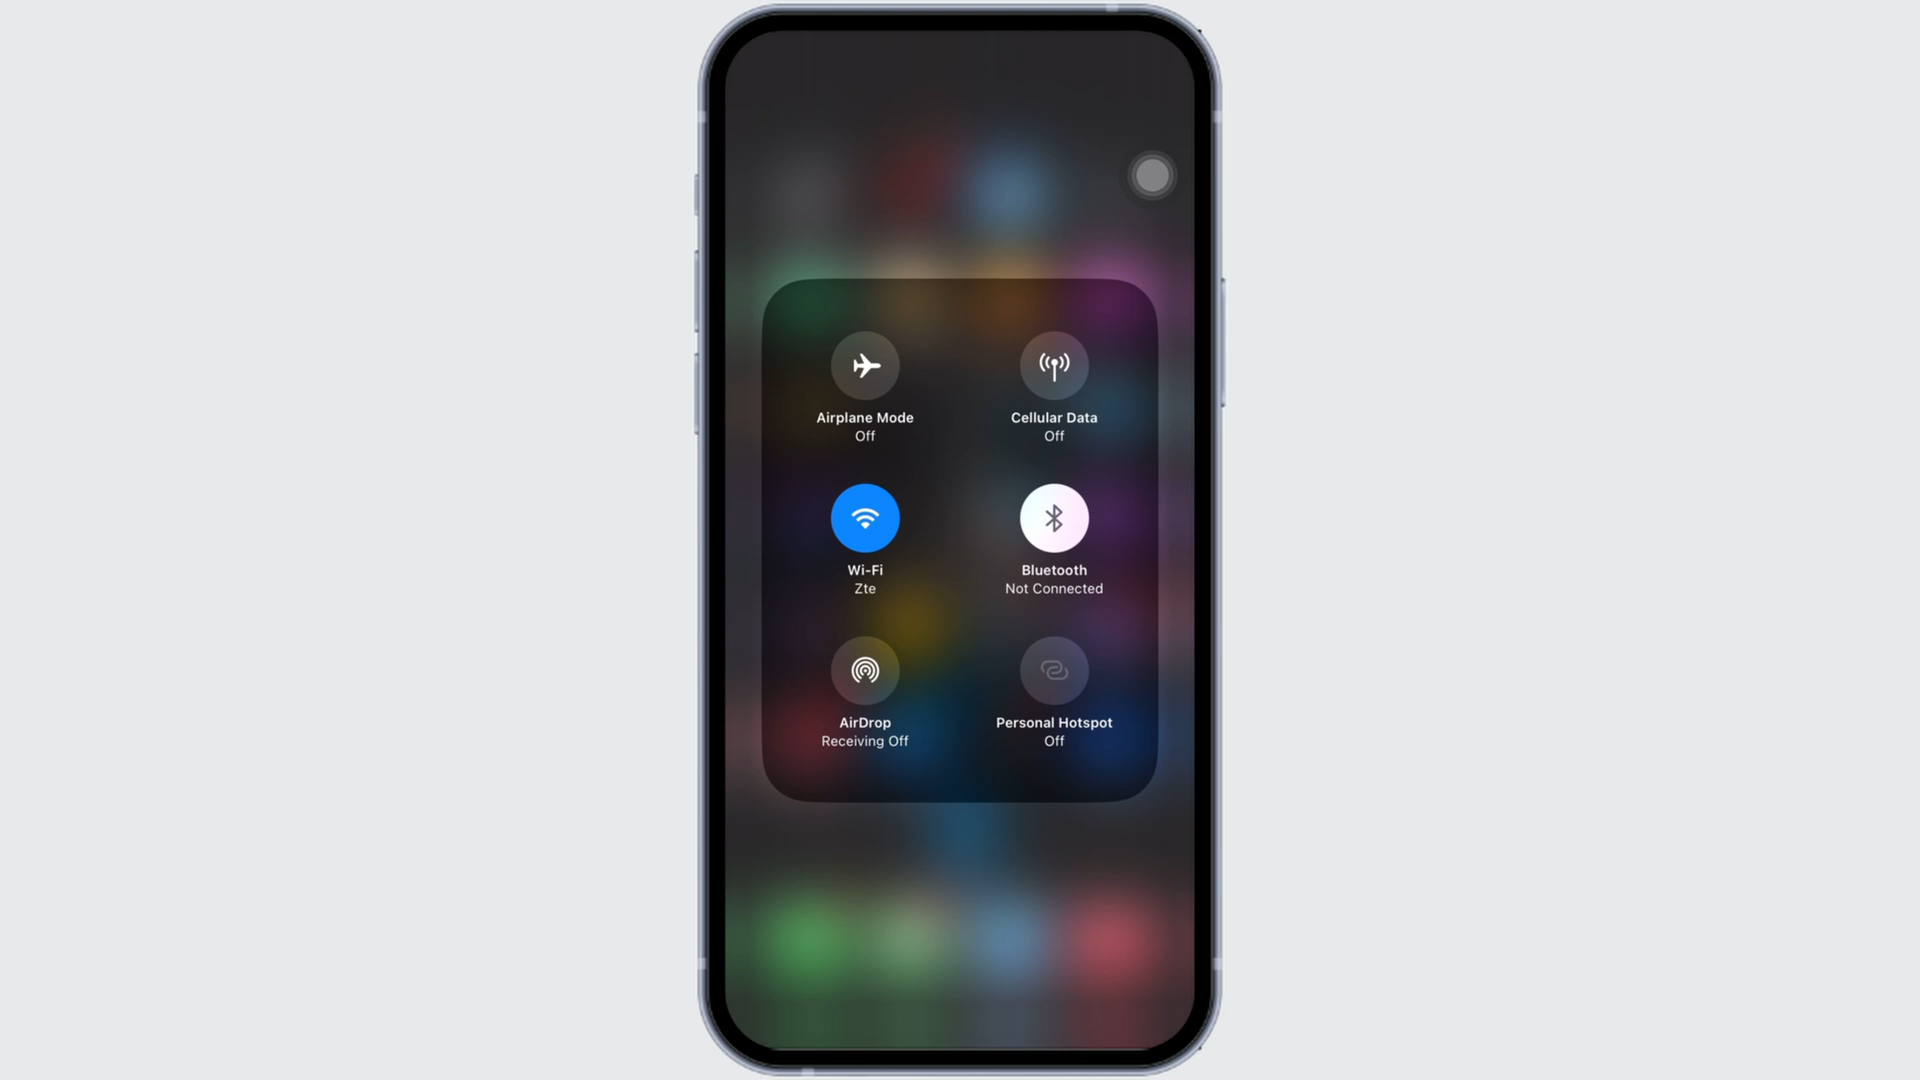 Airplane Mode
Off
Cellular Data
Off
Wi-Fi
Zte
Bluetooth
Not Connected
AirDrop
Receiving Off
Personal Hotspot
Off